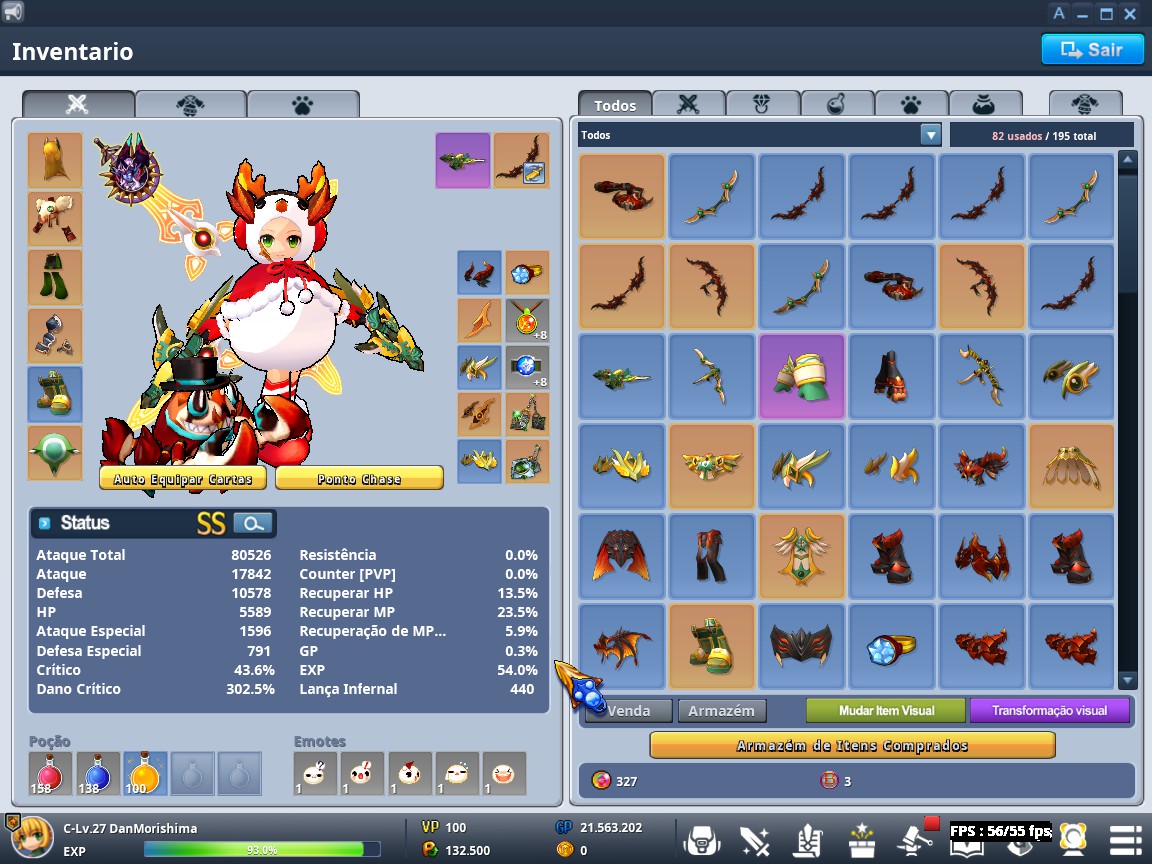 A
Inventario
Sair
Todos
Todos
82 usados / 195 total
+8
+8
Auto Equipar Cartas
Ponto Chase
Status SS
Ataque Total 80526 Resistência 0.0%
Ataque 17842 Counter [PVP] 0.0%
Defesa 10578 Recuperar HP 13.5%
HP 5589 Recuperar MP 23.5%
Ataque Especial 1596 Recuperação de MP... 5.9%
Defesa Especial 791 GP 0.3%
Crítico 43.6% EXP 54.0%
Dano Crítico 302.5% Lança Infernal 440
Venda Armazém Mudar Item Visual Transformação visual
Armazém de Itens Comprados
Poção Emotes
158 138 100 1 1 1 1 1
327 3
C-Lv.27 DanMorishima VP 100 GP 21.563.202
EXP 93.0% 132.500 0
FPS : 56/55 fps